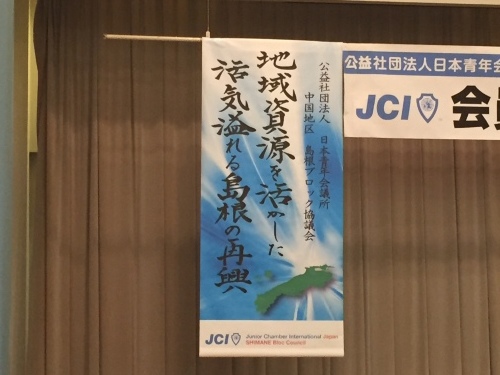 公益社団法人 日本青年会議所
中国地区 島根ブロック協議会
地域資源を活かした
活気溢れる島根の再興
JCI
Junior Chamber International Japan
SHIMANE Bloc Council
公益社団法人日本青年会
JCI 会